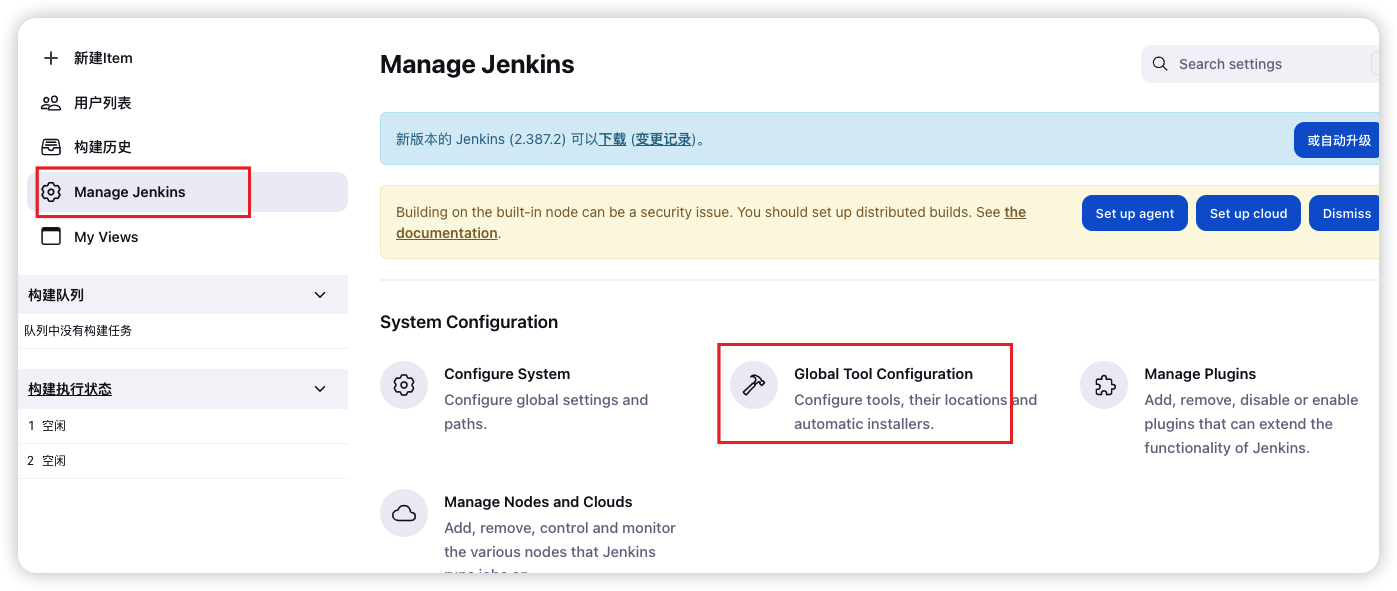 新建Item
用户列表
构建历史
Manage Jenkins
My Views
构建队列
队列中没有构建任务
构建执行状态
1 空闲
2 空闲
Manage Jenkins
Search settings
新版本的 Jenkins (2.387.2) 可以下载 (变更记录)。
或自动升级
Building on the built-in node can be a security issue. You should set up distributed builds. See the
documentation.
Set up agent
Set up cloud
Dismiss
System Configuration
Configure System
Configure global settings and
paths.
Global Tool Configuration
Configure tools, their locations and
automatic installers.
Manage Plugins
Add, remove, disable or enable
plugins that can extend the
functionality of Jenkins.
Manage Nodes and Clouds
Add, remove, control and monitor
the various nodes that Jenkins
runs jobs on.